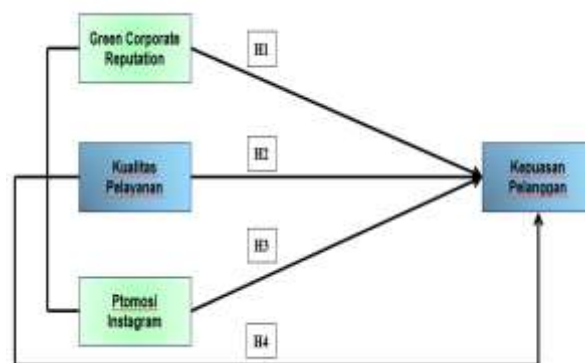 Green Corporate
Reputation
H1
Kualitas
Pelayanan
H2
Kepuasan
Pelanggan
H3
Ptomosi
Instagram
H4